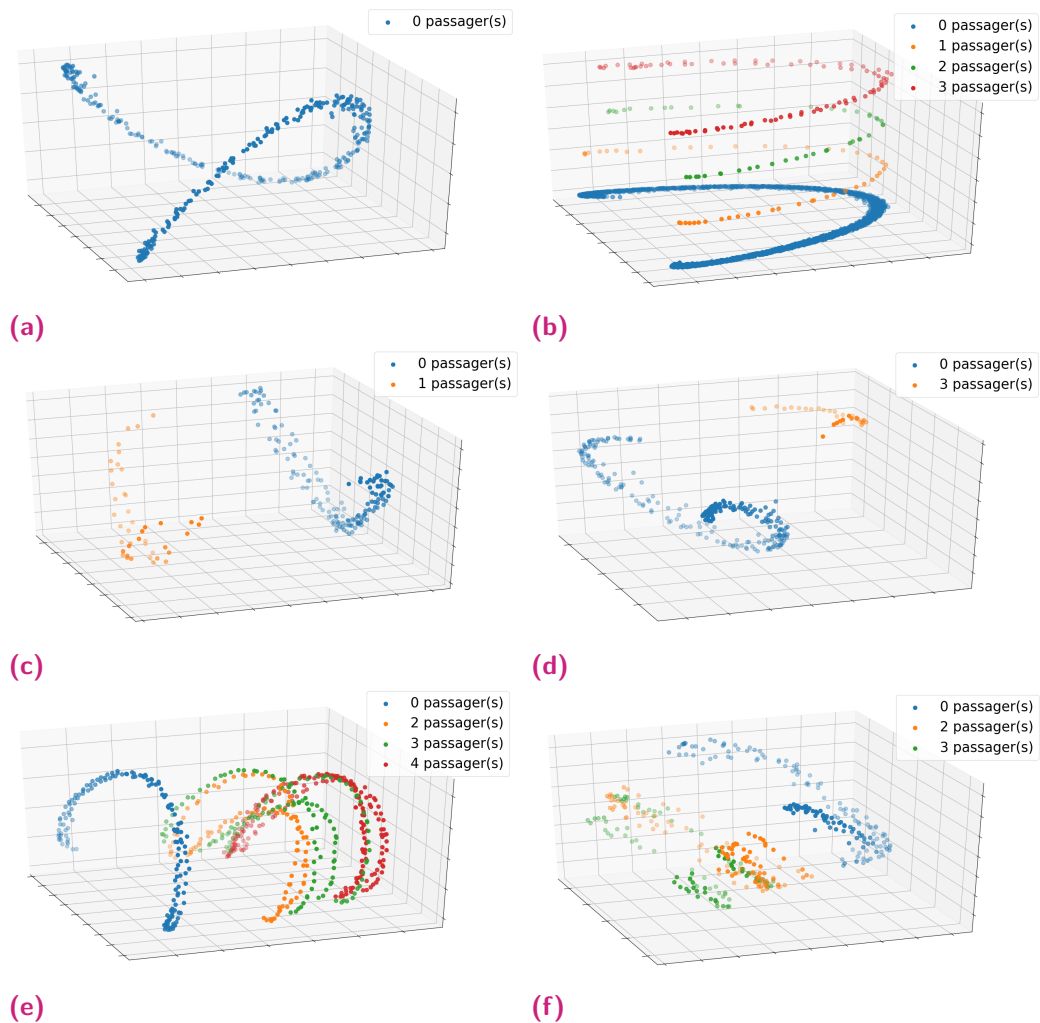 0 passager(s)
0 passager(s)
1 passager(s)
2 passager(s)
3 passager(s)
(a)
(b)
0 passager(s)
1 passager(s)
0 passager(s)
3 passager(s)
(c)
(d)
0 passager(s)
2 passager(s)
3 passager(s)
4 passager(s)
0 passager(s)
2 passager(s)
3 passager(s)
(e)
(f)